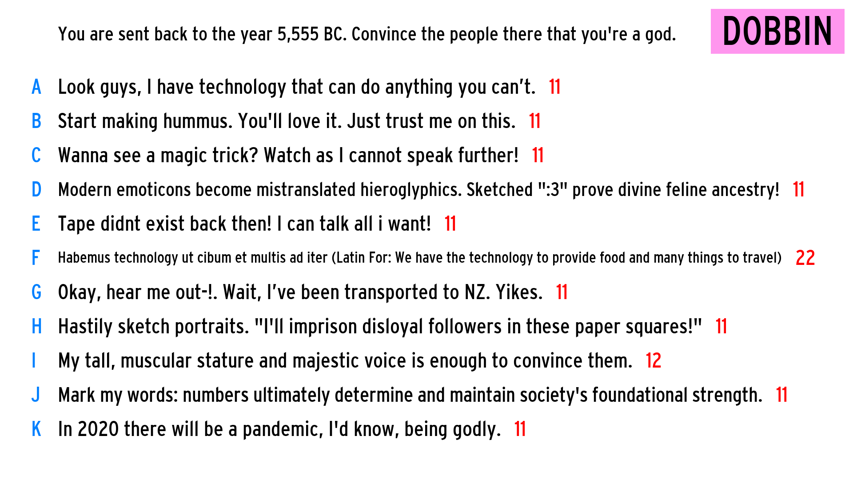 You are sent back to the year 5,555 BC. Convince the people there that you're a god.
DOBBIN
A Look guys, I have technology that can do anything you can’t. 11
B Start making hummus. You'll love it. Just trust me on this. 11
C Wanna see a magic trick? Watch as I cannot speak further! 11
D Modern emoticons become mistranslated hieroglyphics. Sketched ":3" prove divine feline ancestry! 11
E Tape didnt exist back then! I can talk all i want! 11
F Habemus technology ut cibum et multis ad iter (Latin For: We have the technology to provide food and many things to travel) 22
G Okay, hear me out-!. Wait, I’ve been transported to NZ. Yikes. 11
H Hastily sketch portraits. "I'll imprison disloyal followers in these paper squares!" 11
I My tall, muscular stature and majestic voice is enough to convince them. 12
J Mark my words: numbers ultimately determine and maintain society's foundational strength. 11
K In 2020 there will be a pandemic, I'd know, being godly. 11